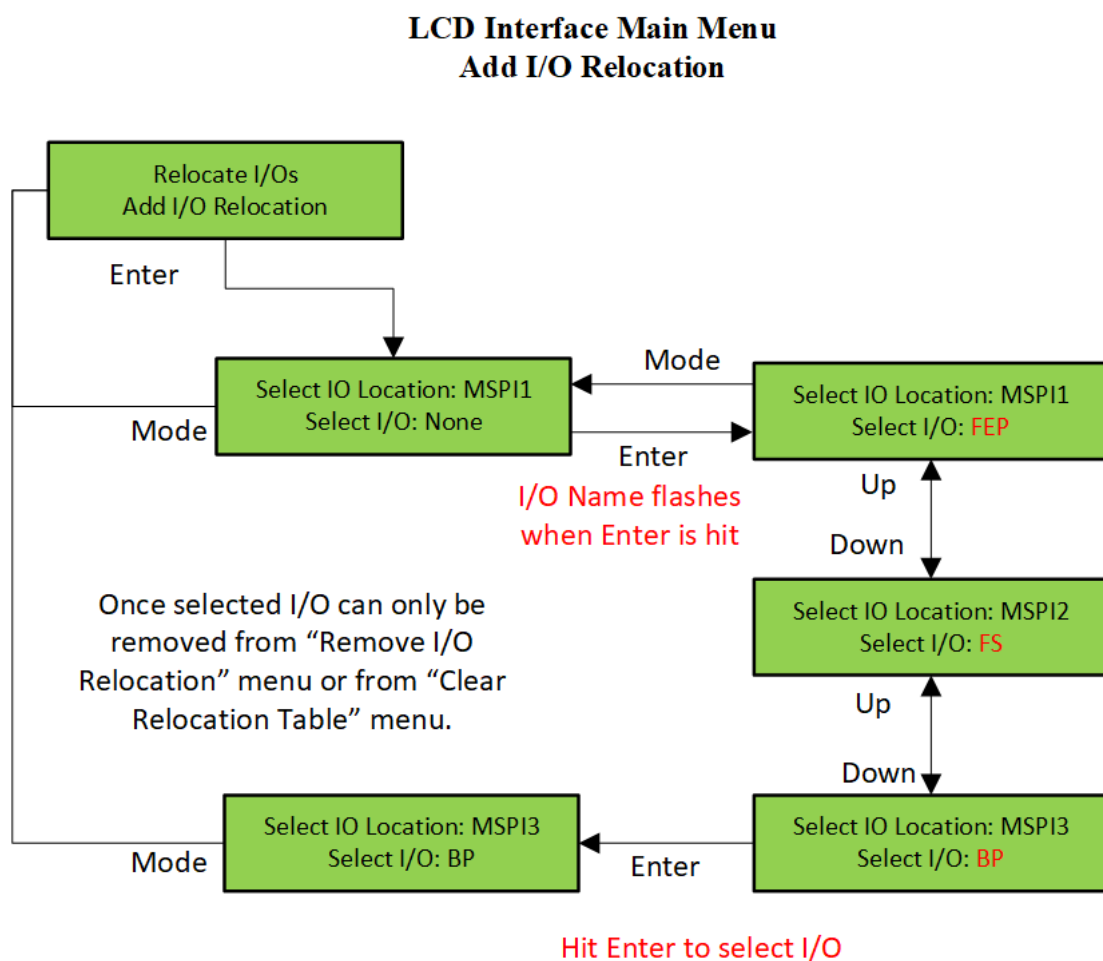 LCD Interface Main Menu
Add I/O Relocation
Relocate I/Os
Add I/O Relocation
Enter
Mode
Select IO Location: MSPI1
Select I/O: None
Mode
Select IO Location: MSPI1
Select I/O: FEP
Enter
I/O Name flashes
when Enter is hit
Up
Down
Once selected I/O can only be
removed from “Remove I/O
Relocation” menu or from “Clear
Relocation Table” menu.
Select IO Location: MSPI2
Select I/O: FS
Up
Down
Select IO Location: MSPI3
Select I/O: BP
Mode
Enter
Select IO Location: MSPI3
Select I/O: BP
Hit Enter to select I/O